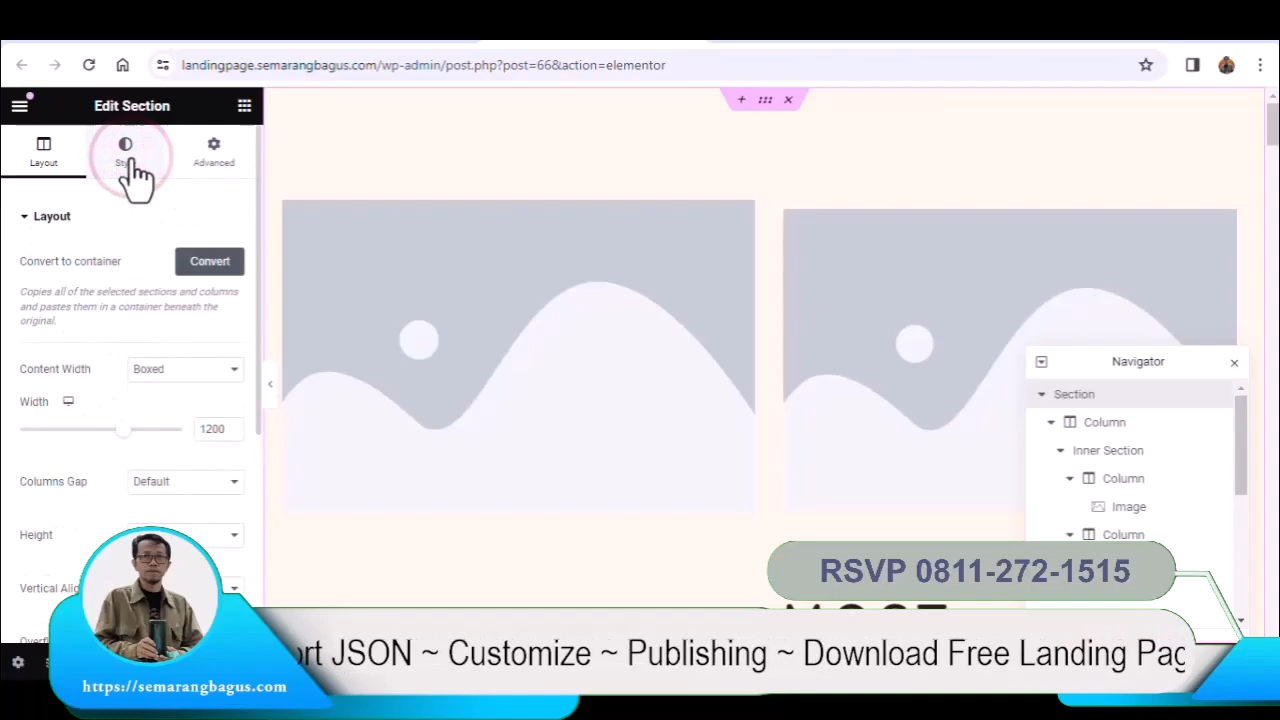 landingpage.semarangbagus.com/wp-admin/post.php?post=66&action=elementor
Edit Section
Layout
Advanced
Layout
Convert to container
Convert
Copies all of the selected sections and columns
and pastes them in a container beneath the
original.
Content Width
Boxed
Width
1200
Columns Gap
Default
Height
Vertical
Navigator
Section
Column
Inner Section
Column
Image
Column
RSVP 0811-272-1515
JSON ~ Customize ~ Publishing ~ Download Free Landing
https://semarangbagus.com